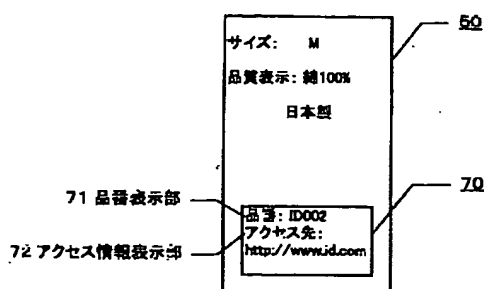 サイズ: M
50
品質表示: 綿100%
日本製
71 品番表示部
品番: ID002
70
アクセス先:
72 アクセス情報表示部
http://www.id.com